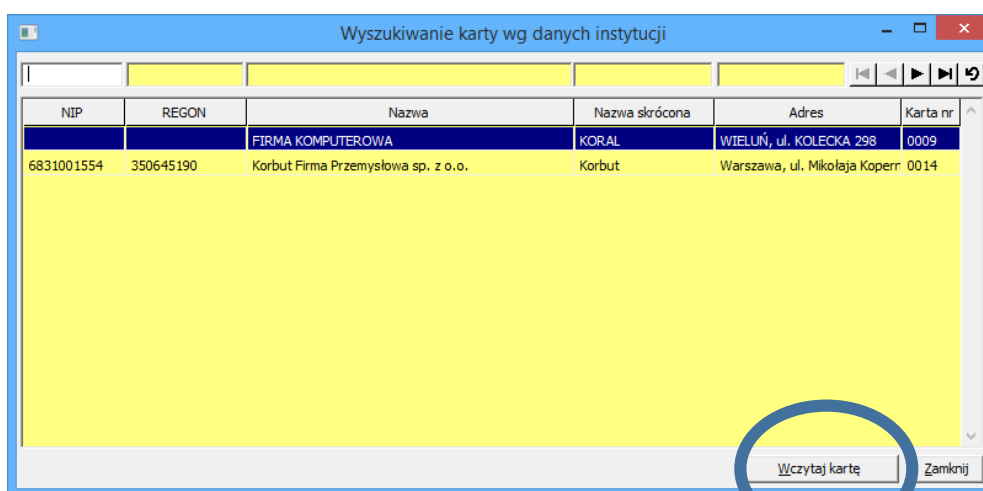 Wyszukiwanie karty wg danych instytucji
NIP REGON Nazwa Nazwa skrócona Adres Karta nr
FIRMA KOMPUTEROWA KORAL WIELUŃ, ul. KOLECKA 298 0009
6831001554 350645190 Korbut Firma Przemysłowa sp. z o.o. Korbut Warszawa, ul. Mikołaja Kopern 0014
Wczytaj kartę Zamknij